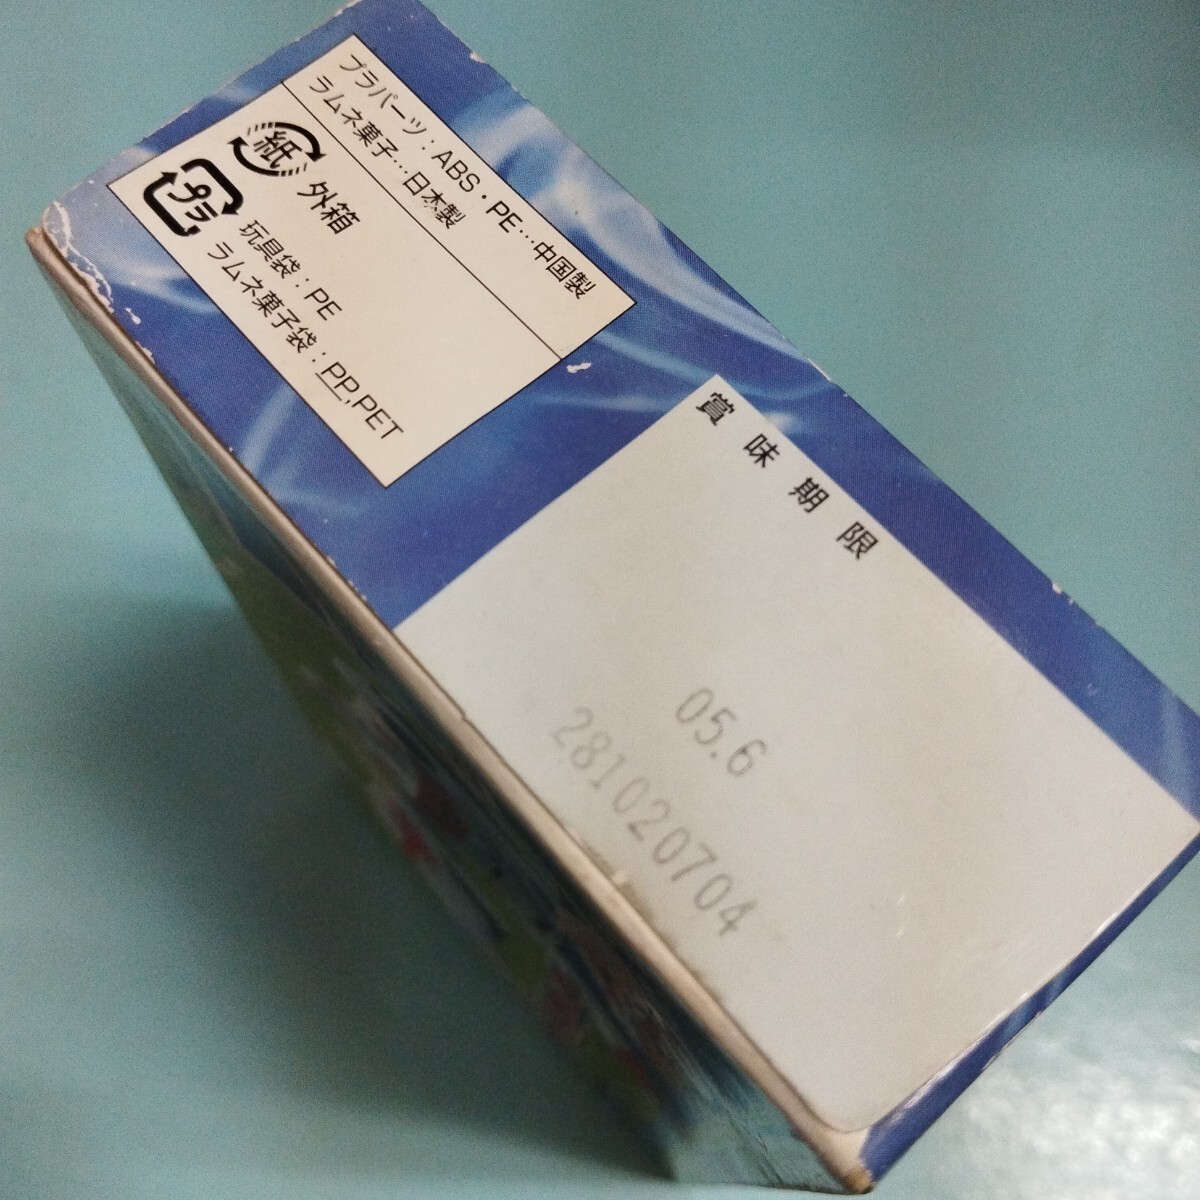 プラパーツ：ABS・PE…中国製
ラムネ菓子…日本製
紙 外箱
プラ 玩具袋：PE
ラムネ菓子袋：PP,PET
賞味期限
05.6
281020704